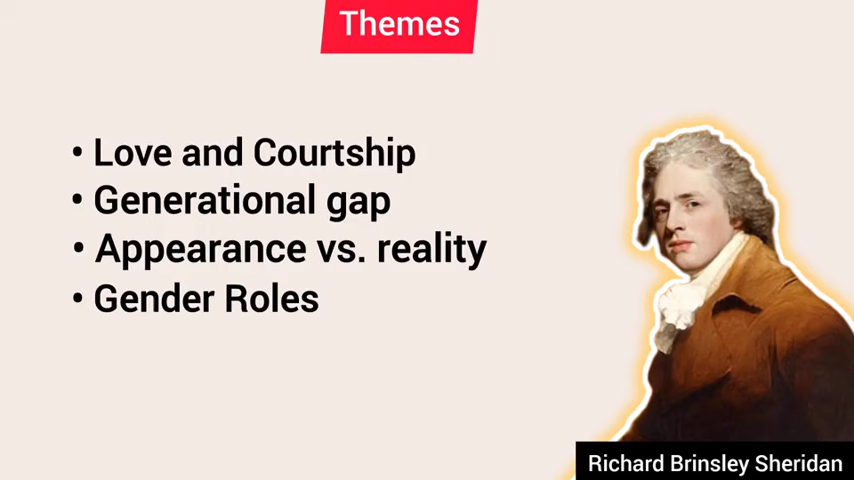 Themes
• Love and Courtship
• Generational gap
• Appearance vs. reality
• Gender Roles
Richard Brinsley Sheridan